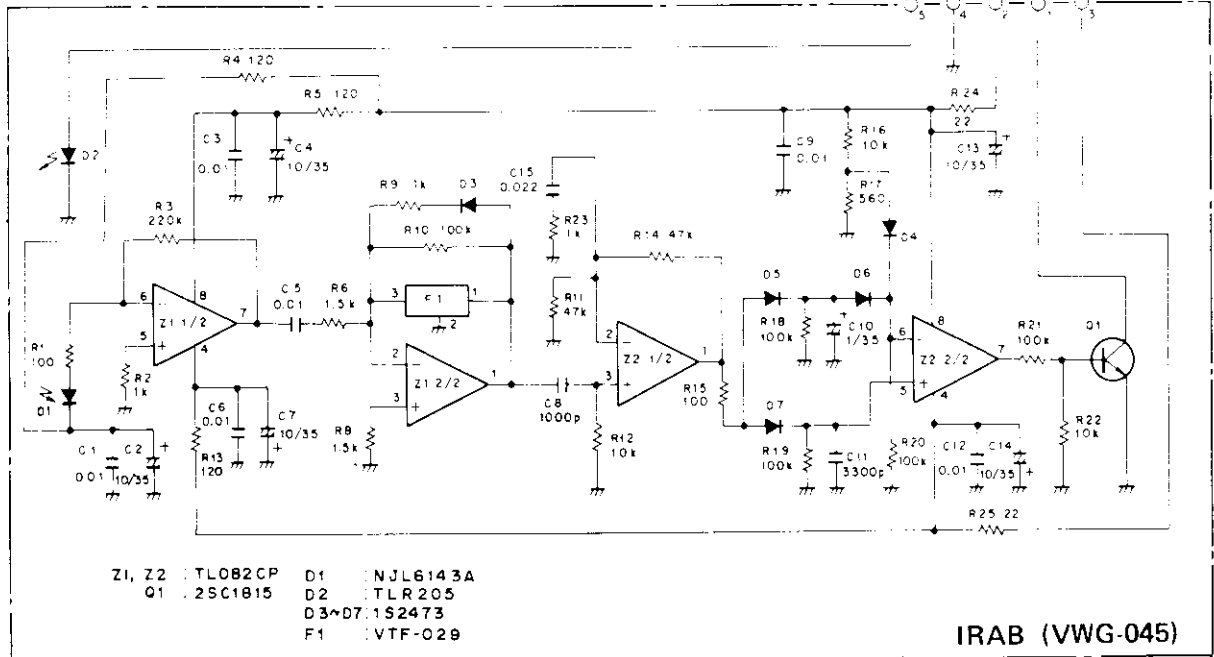 5 4 2 1 3
R4 120
R5 120
R24
22
C3
0.01
C4
10/35
C9
0.01
R16
10k
C13
10/35
D2
C15
0.022
R17
560
R9 1k
D3
R3
220k
R10 100k
R23
1k
R14 47k
D4
C5
0.01
R6
1.5k
3
F1
1
2
R11
47k
D5
D6
6
8
7
Z1 1/2
5
4
R18
100k
C10
1/35
6
8
7
Z2 2/2
5
4
R21
100k
Q1
R1
100
R2
1k
D1
2
1
Z1 2/2
3
2
1
Z2 1/2
3
R15
100
D7
C6
0.01
C7
10/35
R8
1.5k
C8
1000p
R12
10k
R19
100k
C11
3300p
R20
100k
C12
0.01
C14
10/35
R22
10k
C1
0.01
C2
10/35
R13
120
R25 22
Z1, Z2 : TL082CP
Q1 : 2SC1815
D1 : NJL6143A
D2 : TLR205
D3~D7 : 1S2473
F1 : VTF-029
IRAB (VWG-045)